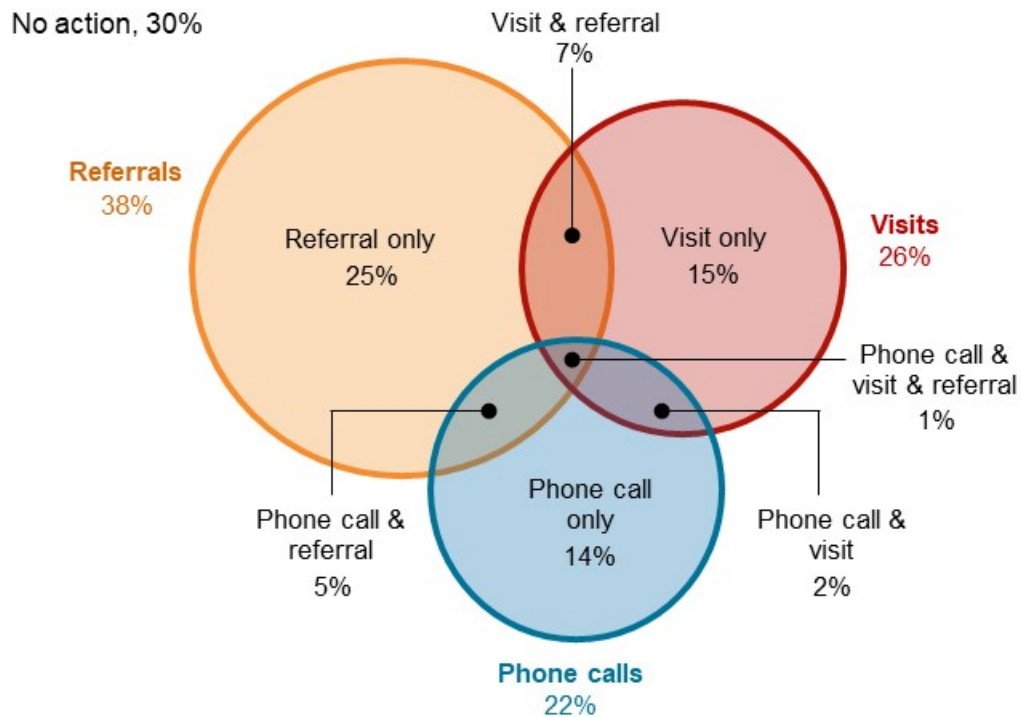 No action, 30%
Visit & referral
7%
Referrals
38%
Referral only
25%
Visit only
15%
Visits
26%
Phone call &
visit & referral
1%
Phone call &
referral
5%
Phone call
only
14%
Phone call &
visit
2%
Phone calls
22%